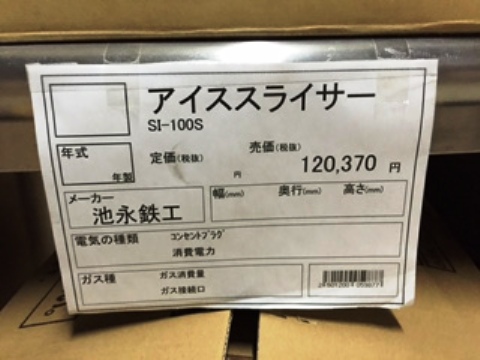 アイススライサー
SI-100S
年式
年製
定価(税抜)
円
売価(税抜)
120,370 円
メーカー
池永鉄工
幅(mm) 奥行(mm) 高さ(mm)
電気の種類
コンセントプラグ
消費電力
ガス種
ガス消費量
ガス接続口